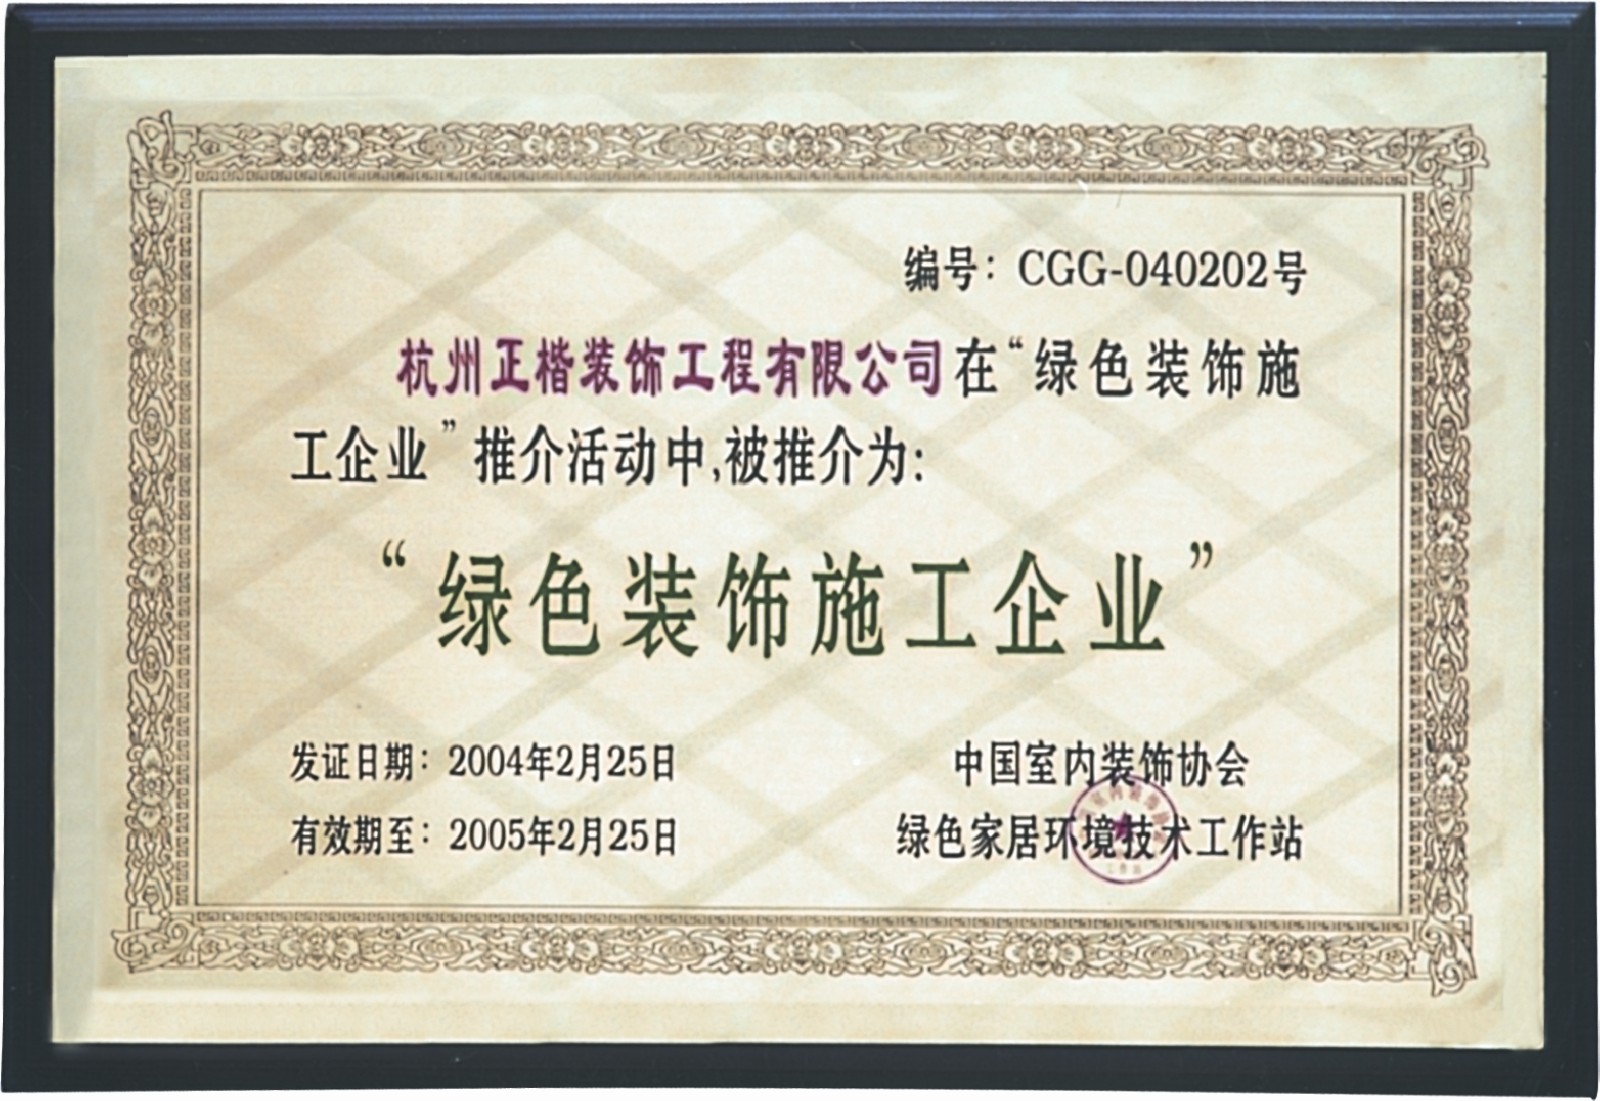 编号：CGG-040202号
杭州正楷装饰工程有限公司在“绿色装饰施
工企业”推介活动中,被推介为:
“绿色装饰施工企业”
发证日期：2004年2月25日
有效期至：2005年2月25日
中国室内装饰协会
绿色家居环境技术工作站